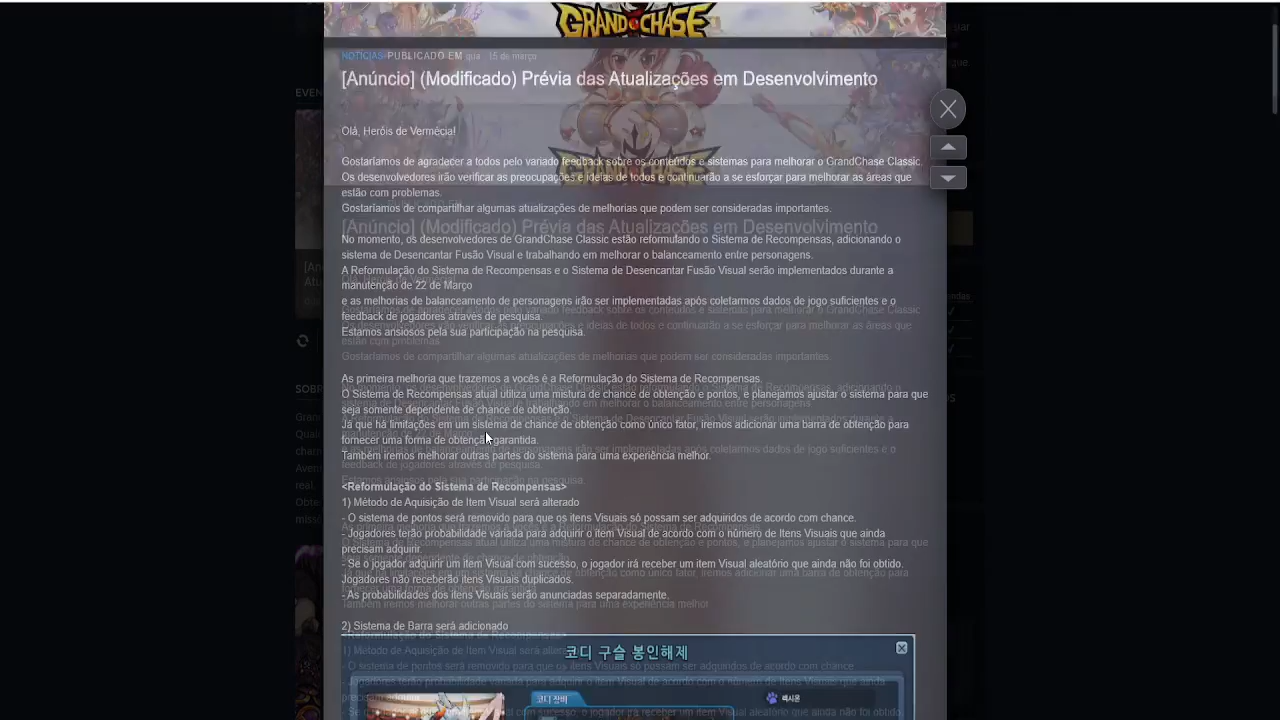 GRAND CHASE
NOTÍCIAS PUBLICADO EM qua. 15 de março
[Anúncio] (Modificado) Prévia das Atualizações em Desenvolvimento
Olá, Heróis de Vermécia!
Gostaríamos de agradecer a todos pelo variado feedback sobre os conteúdos e sistemas para melhorar o GrandChase Classic.
Os desenvolvedores irão verificar as preocupações e ideias de todos e continuarão a se esforçar para melhorar as áreas que
estão com problemas.
Gostaríamos de compartilhar algumas atualizações de melhorias que podem ser consideradas importantes.
No momento, os desenvolvedores de GrandChase Classic estão reformulando o Sistema de Recompensas, adicionando o
sistema de Desencantar Fusão Visual e trabalhando em melhorar o balanceamento entre personagens.
A Reformulação do Sistema de Recompensas e o Sistema de Desencantar Fusão Visual serão implementados durante a
manutenção de 22 de Março
e as melhorias de balanceamento de personagens irão ser implementadas após coletarmos dados de jogo suficientes e o
feedback de jogadores através de pesquisa.
Estamos ansiosos pela sua participação na pesquisa.
As primeira melhoria que trazemos a vocês é a Reformulação do Sistema de Recompensas.
O Sistema de Recompensas atual utiliza uma mistura de chance de obtenção e pontos, e planejamos ajustar o sistema para que
seja somente dependente de chance de obtenção.
Já que há limitações em um sistema de chance de obtenção como único fator, iremos adicionar uma barra de obtenção para
fornecer uma forma de obtenção garantida.
Também iremos melhorar outras partes do sistema para uma experiência melhor.
<Reformulação do Sistema de Recompensas>
1) Método de Aquisição de Item Visual será alterado
- O sistema de pontos será removido para que os itens Visuais só possam ser adquiridos de acordo com chance.
- Jogadores terão probabilidade variada para adquirir o item Visual de acordo com o número de Itens Visuais que ainda
precisam adquirir.
- Se o jogador adquirir um item Visual com sucesso, o jogador irá receber um item Visual aleatório que ainda não foi obtido.
Jogadores não receberão itens Visuais duplicados.
- As probabilidades dos itens Visuais serão anunciadas separadamente.
2) Sistema de Barra será adicionado
코디 구슬 봉인해제
코디 장비
렉시온